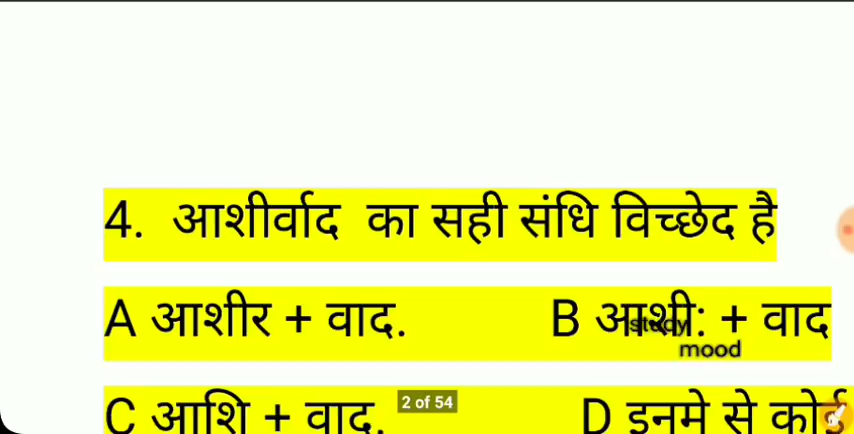 4. आशीर्वाद का सही संधि विच्छेद है
A आशीर + वाद. B आशी: + वाद
study
mood
C आशि + वाद. D इनमे से कोई
2 of 54